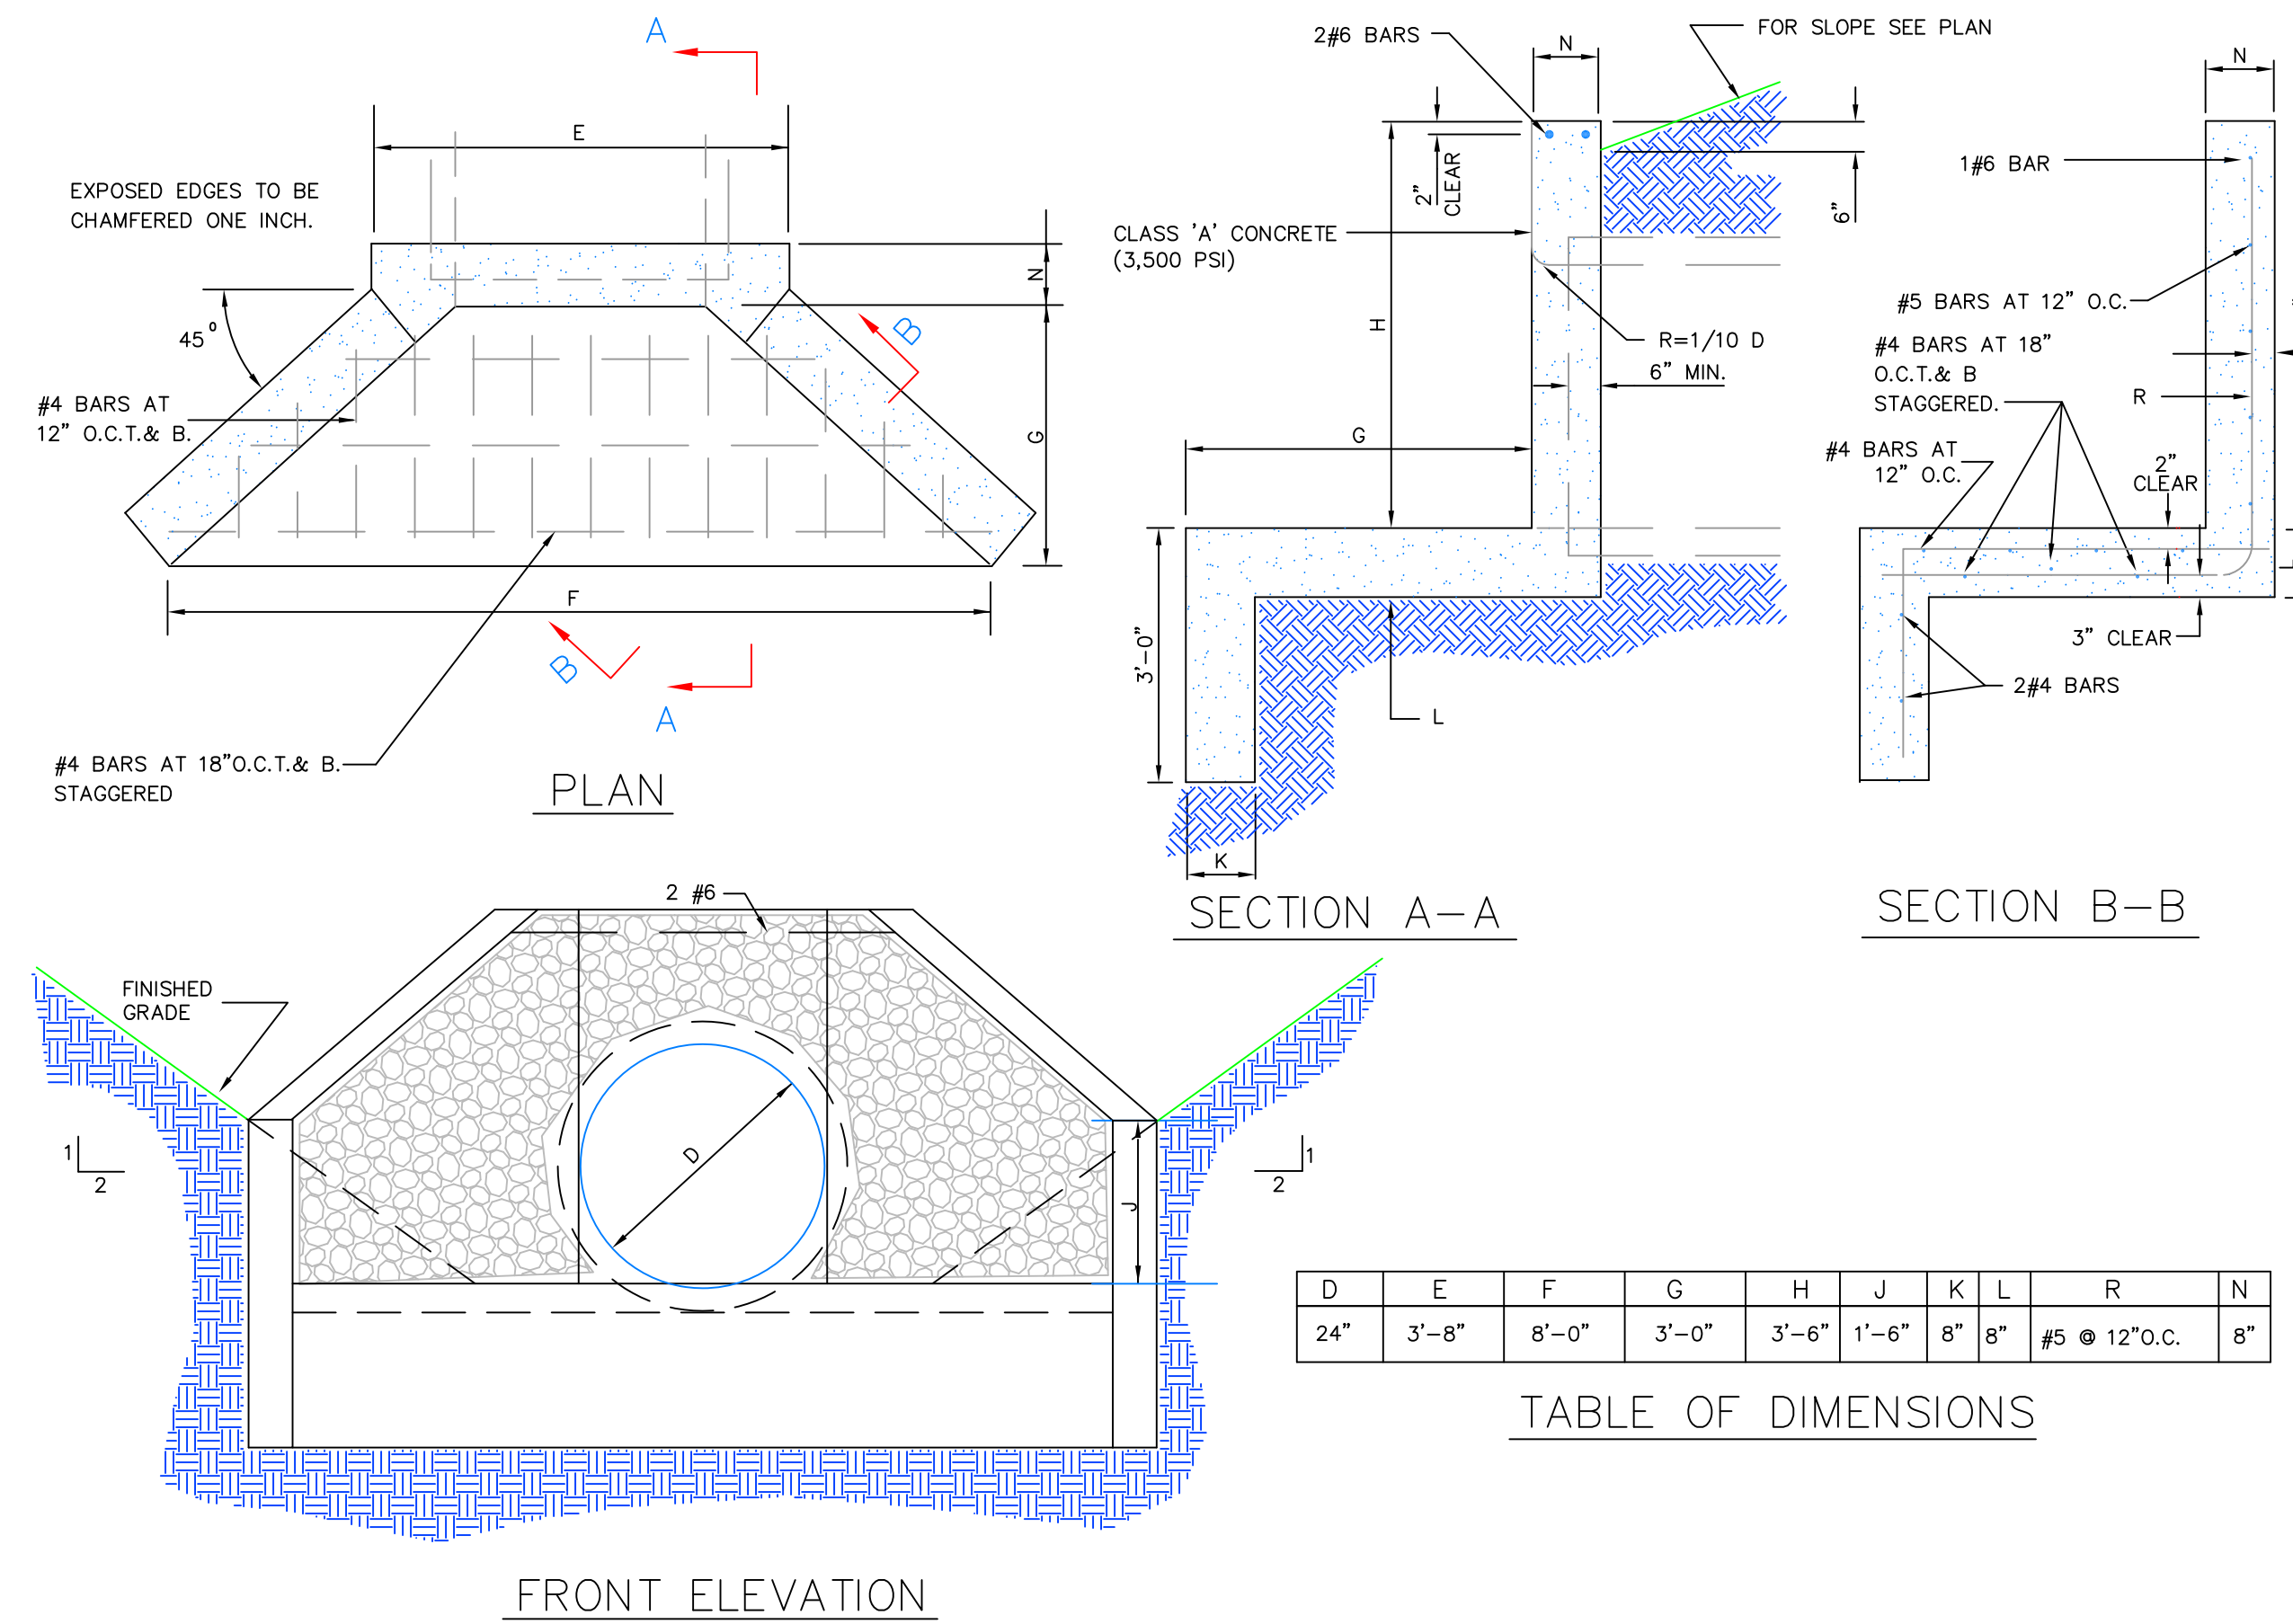 A
E
EXPOSED EDGES TO BE
CHAMFERED ONE INCH.
N
45°
B
#4 BARS AT
12" O.C.T.& B.
G
F
B
A
#4 BARS AT 18"O.C.T.& B.
STAGGERED
PLAN
2#6 BARS
N
FOR SLOPE SEE PLAN
2"
CLEAR
6"
CLASS 'A' CONCRETE
(3,500 PSI)
H
R=1/10 D
6" MIN.
G
3'-0"
L
K
SECTION A-A
N
1#6 BAR
#5 BARS AT 12" O.C.
#4 BARS AT 18"
O.C.T.& B
STAGGERED.
R
#4 BARS AT
12" O.C.
2"
CLEAR
3" CLEAR
2#4 BARS
SECTION B-B
2 #6
FINISHED
GRADE
1
2
D
J
1
2
FRONT ELEVATION
D E F G H J K L R N
24" 3'-8" 8'-0" 3'-0" 3'-6" 1'-6" 8" 8" #5 @ 12"O.C. 8"
TABLE OF DIMENSIONS